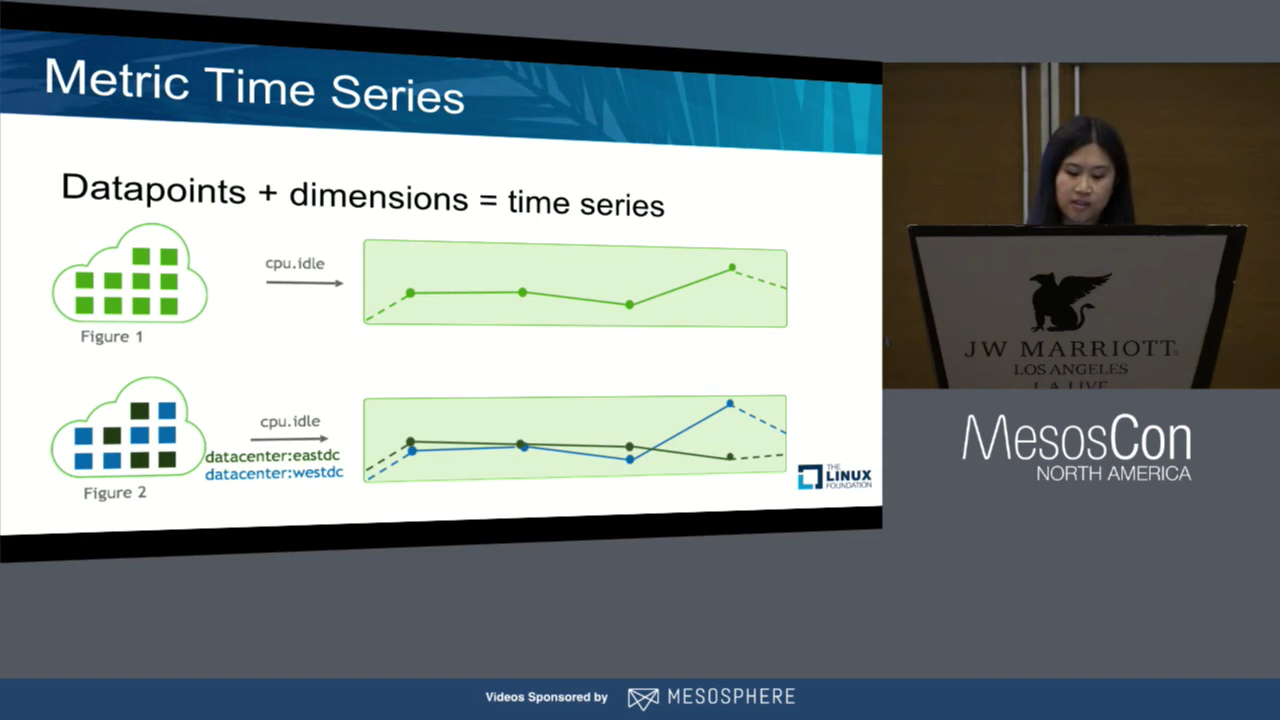 Metric Time Series
Datapoints + dimensions = time series
cpu.idle
Figure 1
cpu.idle
datacenter:eastdc
datacenter:westdc
Figure 2
THE
LINUX
FOUNDATION
JW MARRIOTT
LOS ANGELES
L.A. LIVE
MesosCon
NORTH AMERICA
Videos Sponsored by
MESOSPHERE